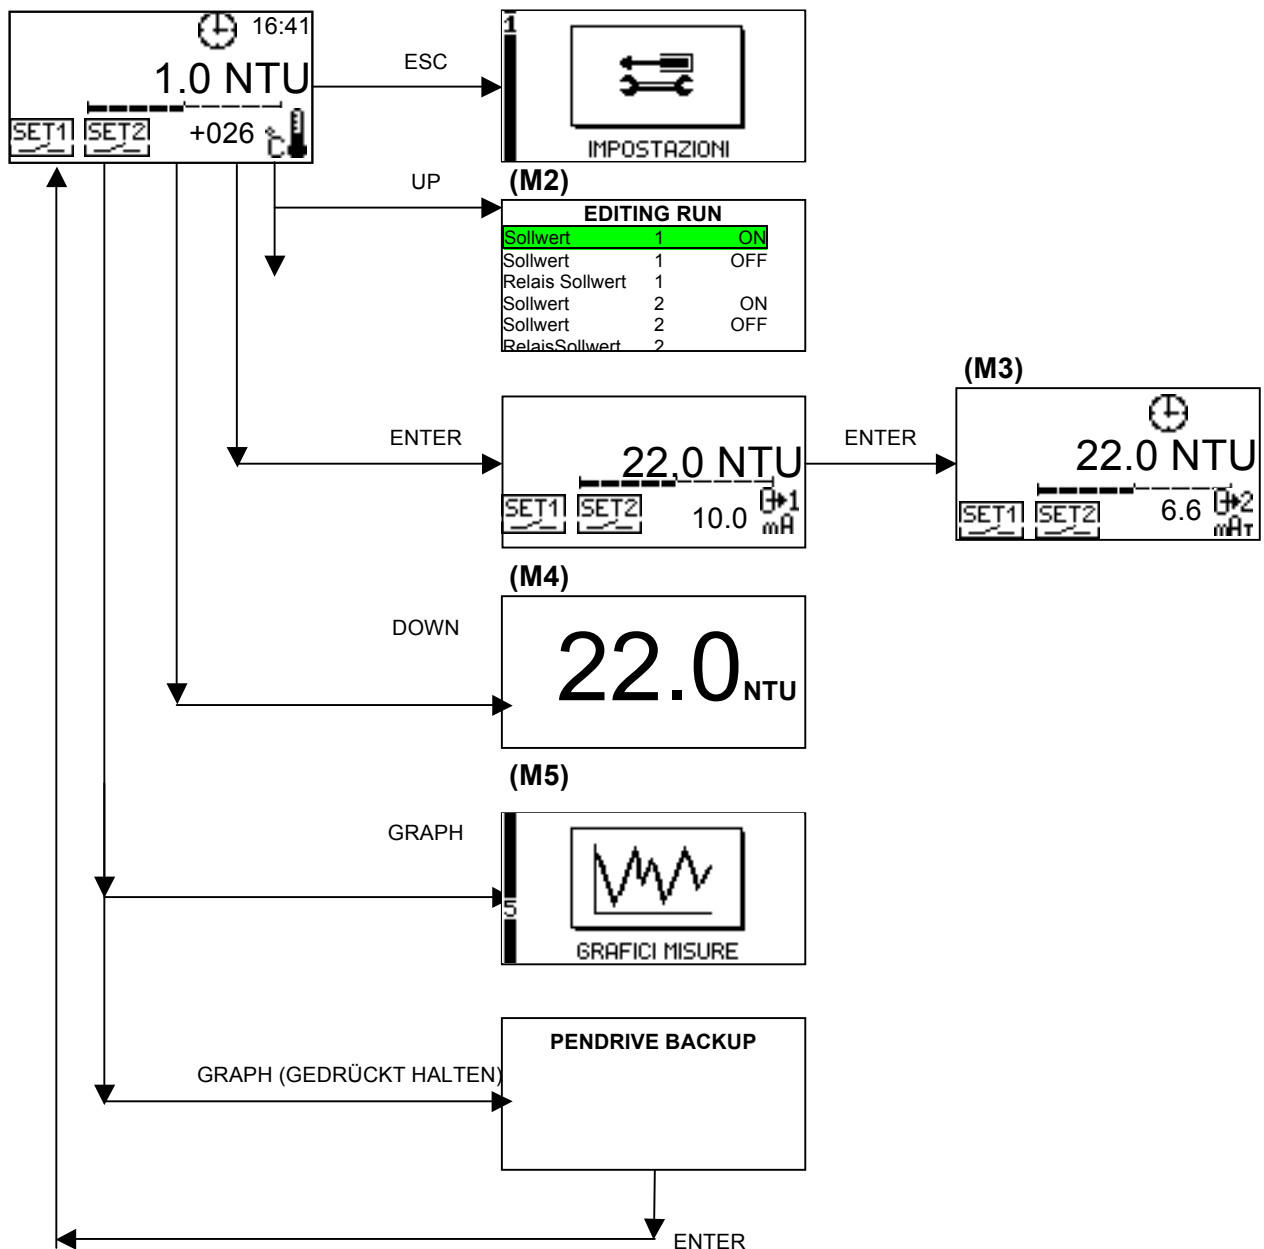 16:41
1.0 NTU
SET1 SET2 +026 °C
ESC
1
IMPOSTAZIONI
UP
(M2)
EDITING RUN
Sollwert 1 ON
Sollwert 1 OFF
Relais Sollwert 1
Sollwert 2 ON
Sollwert 2 OFF
RelaisSollwert 2
ENTER
22.0 NTU
SET1 SET2 10.0 1
mA
ENTER
(M3)
22.0 NTU
SET1 SET2 6.6 2
mAT
(M4)
DOWN
22.0 NTU
(M5)
GRAPH
5
GRAFICI MISURE
PENDRIVE BACKUP
GRAPH (GEDRÜCKT HALTEN)
ENTER